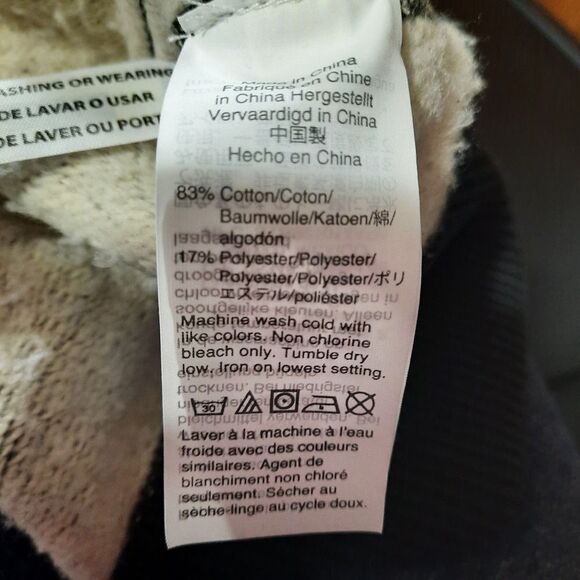 ASHING OR WEARING
DE LAVAR O USAR
DE LAVER OU PORT
Made in China
Fabriqué en Chine
in China Hergestellt
Vervaardigd in China
中国製
Hecho en China
83% Cotton/Coton/
Baumwolle/Katoen/綿/
algodón
17% Polyester/Polyester/
Polyester/Polyester/ポリ
エステル/poliéster
Machine wash cold with
like colors. Non chlorine
bleach only. Tumble dry
low. Iron on lowest setting.
30
Laver à la machine à l'eau
froide avec des couleurs
similaires. Agent de
blanchiment non chloré
seulement. Sécher au
sèche-linge au cycle doux.